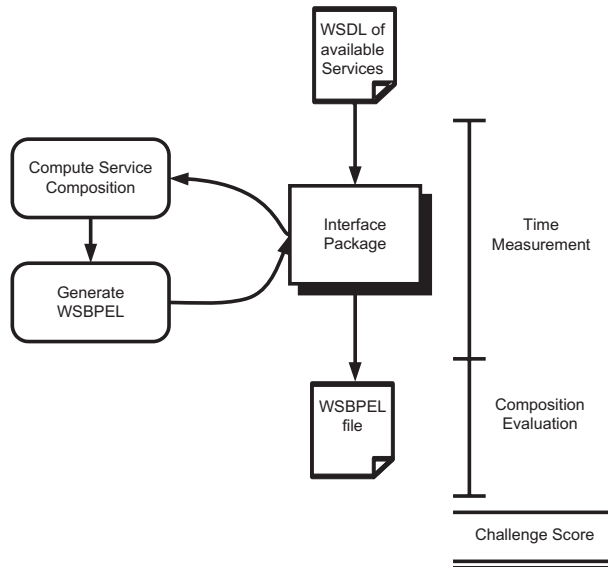 WSDL of
available
Services
Compute Service
Composition
Interface
Package
Time
Measurement
Generate
WSBPEL
WSBPEL
file
Composition
Evaluation
Challenge Score